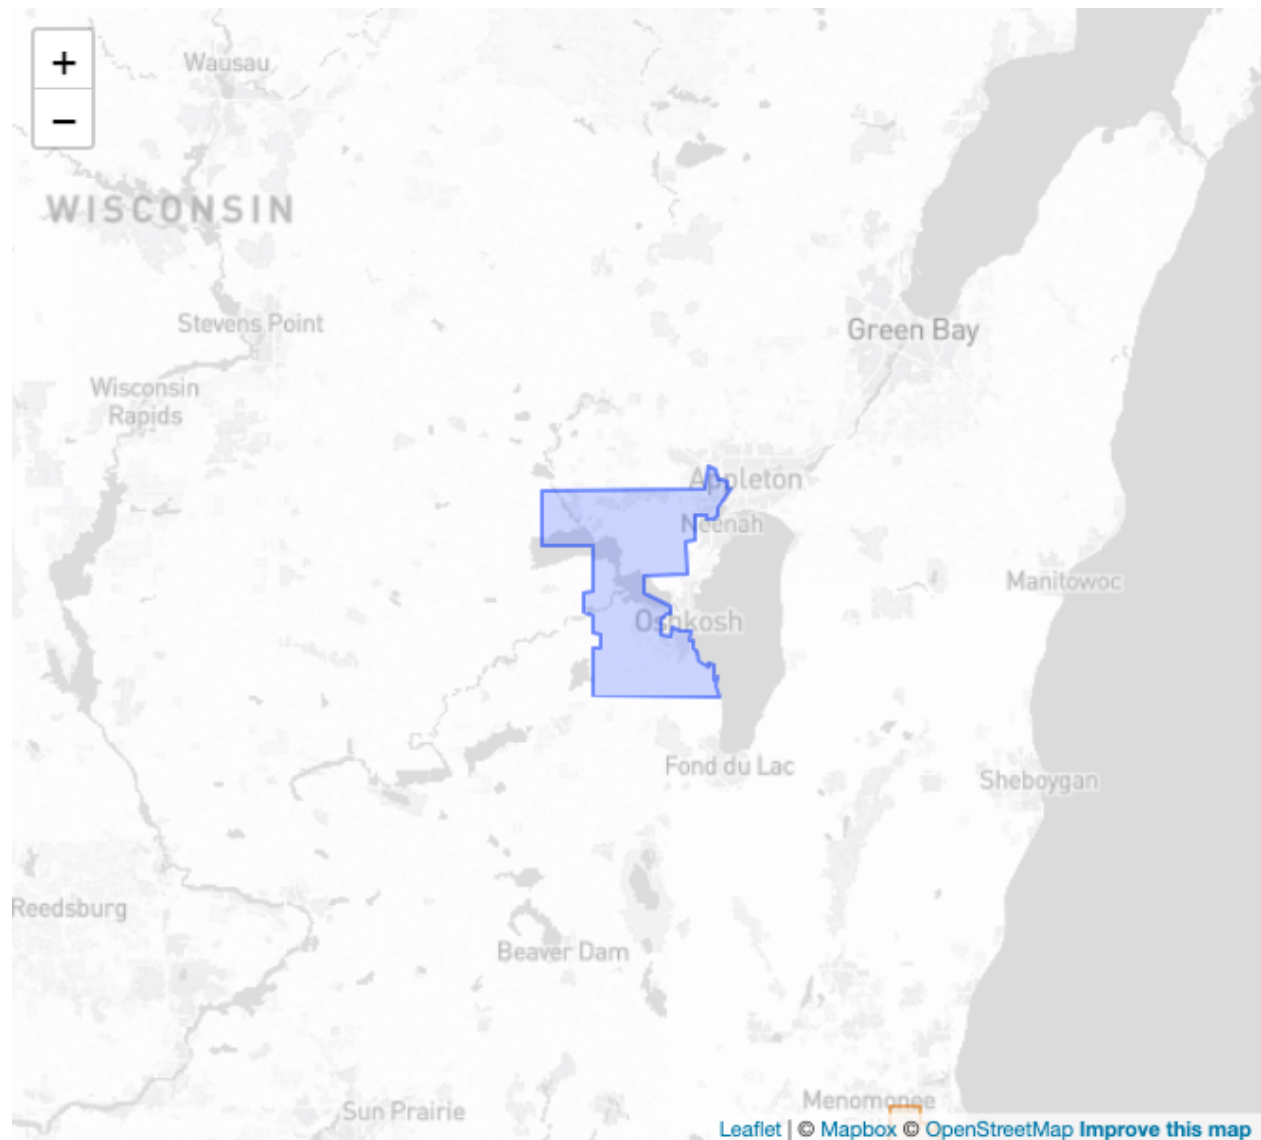 +
Wausau
−
WISCONSIN
Stevens Point
Green Bay
Wisconsin
Rapids
Appleton
Neenah
Manitowoc
Oshkosh
Fond du Lac
Sheboygan
Reedsburg
Beaver Dam
Menomonee
Sun Prairie
Leaflet | © Mapbox © OpenStreetMap Improve this map